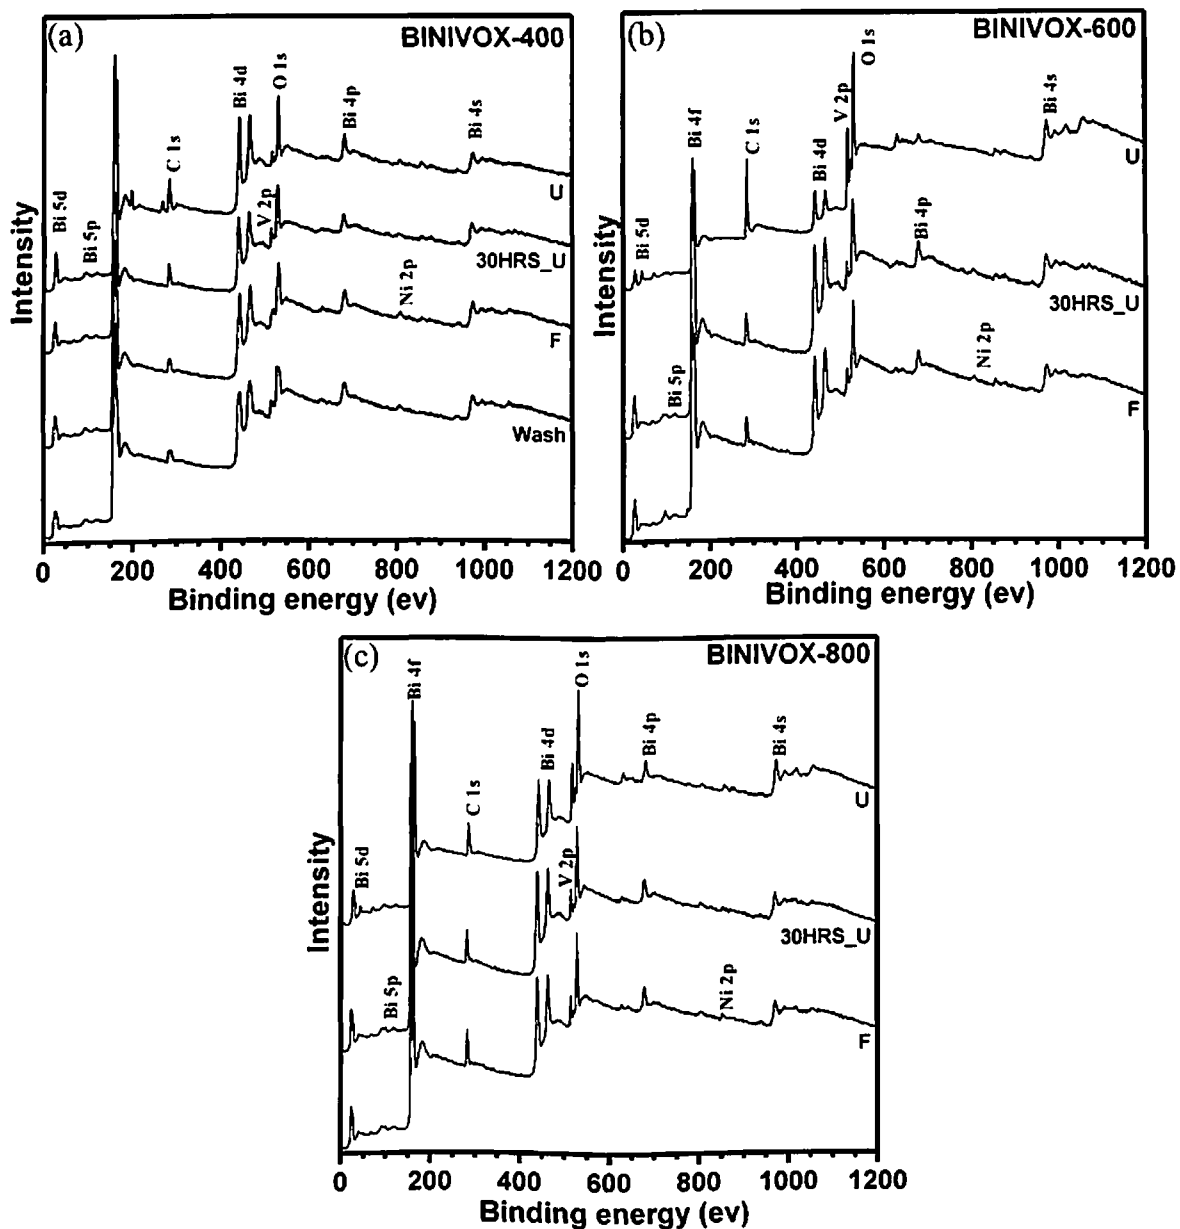 (a)
BINIVOX-400
Bi 5d
Bi 5p
C 1s
Bi 4d
V 2p
O 1s
Bi 4p
Ni 2p
Bi 4s
U
30HRS_U
F
Wash
Intensity
0 200 400 600 800 1000 1200
Binding energy (ev)
(b)
BINIVOX-600
Bi 5d
Bi 5p
Bi 4f
C 1s
Bi 4d
V 2p
O 1s
Bi 4p
Ni 2p
Bi 4s
U
30HRS_U
F
Intensity
0 200 400 600 800 1000 1200
Binding energy (ev)
(c)
BINIVOX-800
Bi 5d
Bi 5p
Bi 4f
C 1s
Bi 4d
V 2p
O 1s
Bi 4p
Ni 2p
Bi 4s
U
30HRS_U
F
Intensity
0 200 400 600 800 1000 1200
Binding energy (ev)